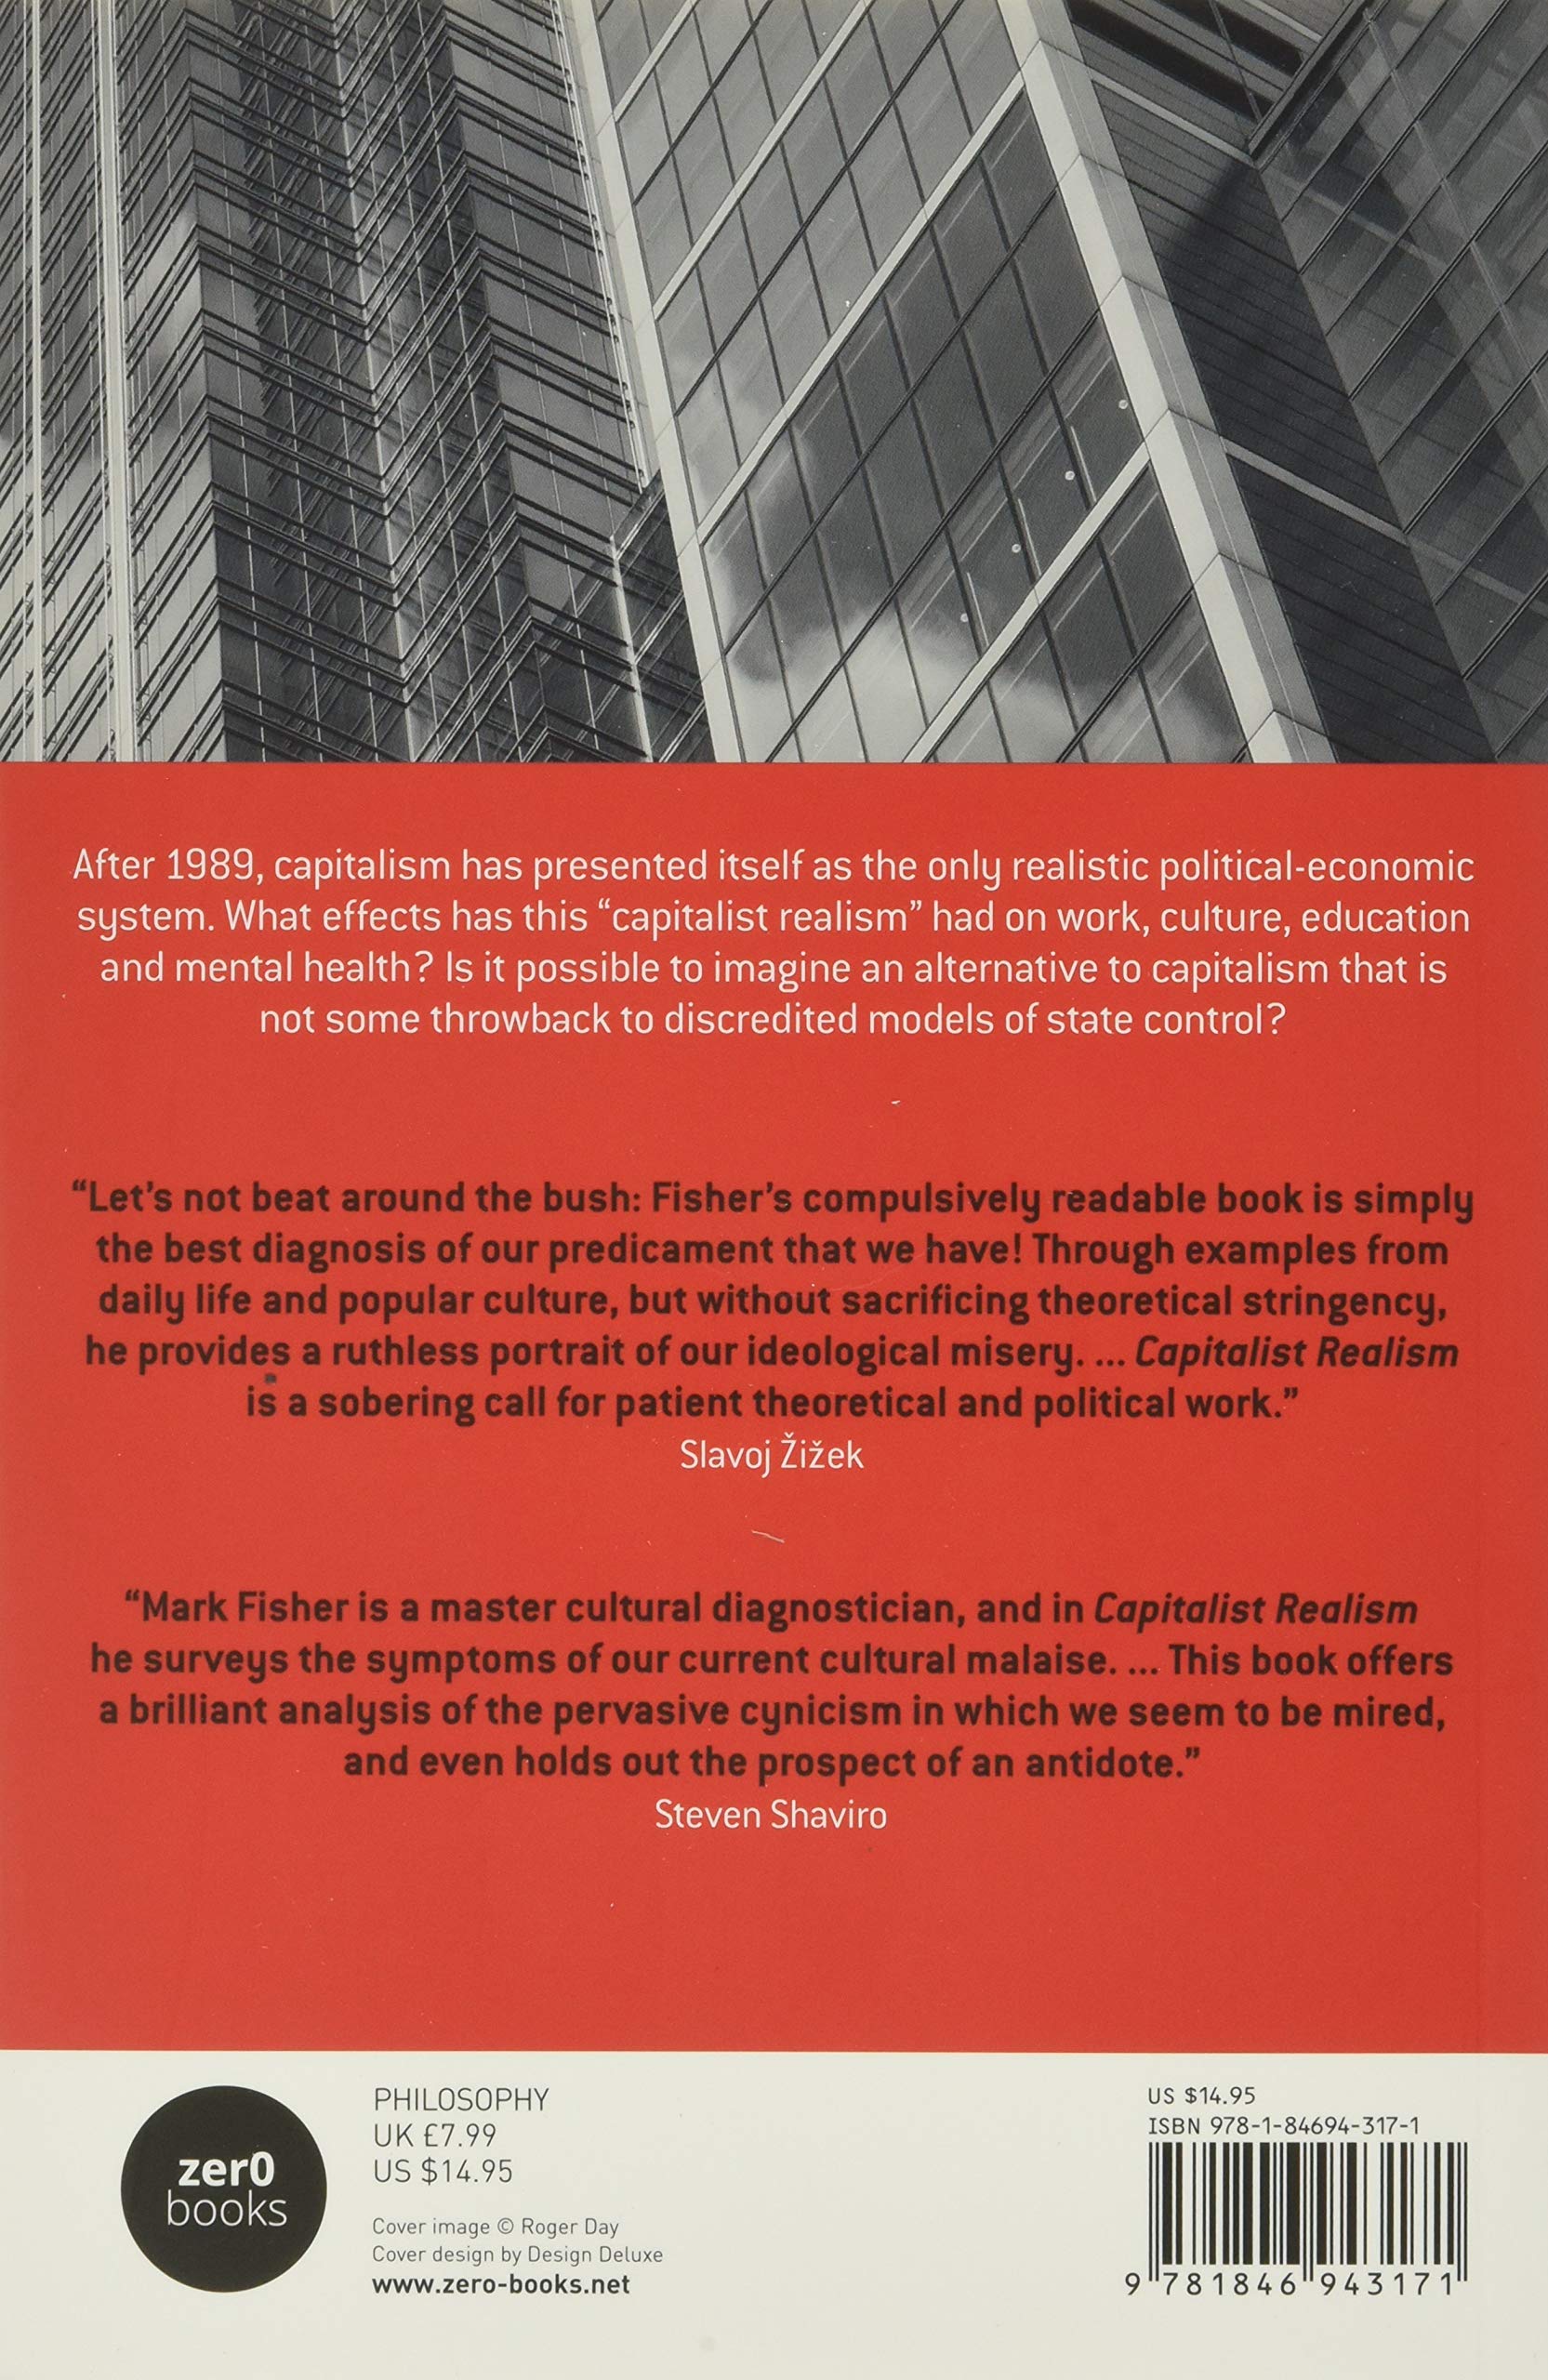 After 1989, capitalism has presented itself as the only realistic political-economic
system. What effects has this “capitalist realism” had on work, culture, education
and mental health? Is it possible to imagine an alternative to capitalism that is
not some throwback to discredited models of state control?
“Let’s not beat around the bush: Fisher’s compulsively readable book is simply
the best diagnosis of our predicament that we have! Through examples from
daily life and popular culture, but without sacrificing theoretical stringency,
he provides a ruthless portrait of our ideological misery. ... Capitalist Realism
is a sobering call for patient theoretical and political work.”
Slavoj Žižek
“Mark Fisher is a master cultural diagnostician, and in Capitalist Realism
he surveys the symptoms of our current cultural malaise. ... This book offers
a brilliant analysis of the pervasive cynicism in which we seem to be mired,
and even holds out the prospect of an antidote.”
Steven Shaviro
zer0
books
PHILOSOPHY
UK £7.99
US $14.95
Cover image © Roger Day
Cover design by Design Deluxe
www.zero-books.net
US $14.95
ISBN 978-1-84694-317-1
9 781846 943171